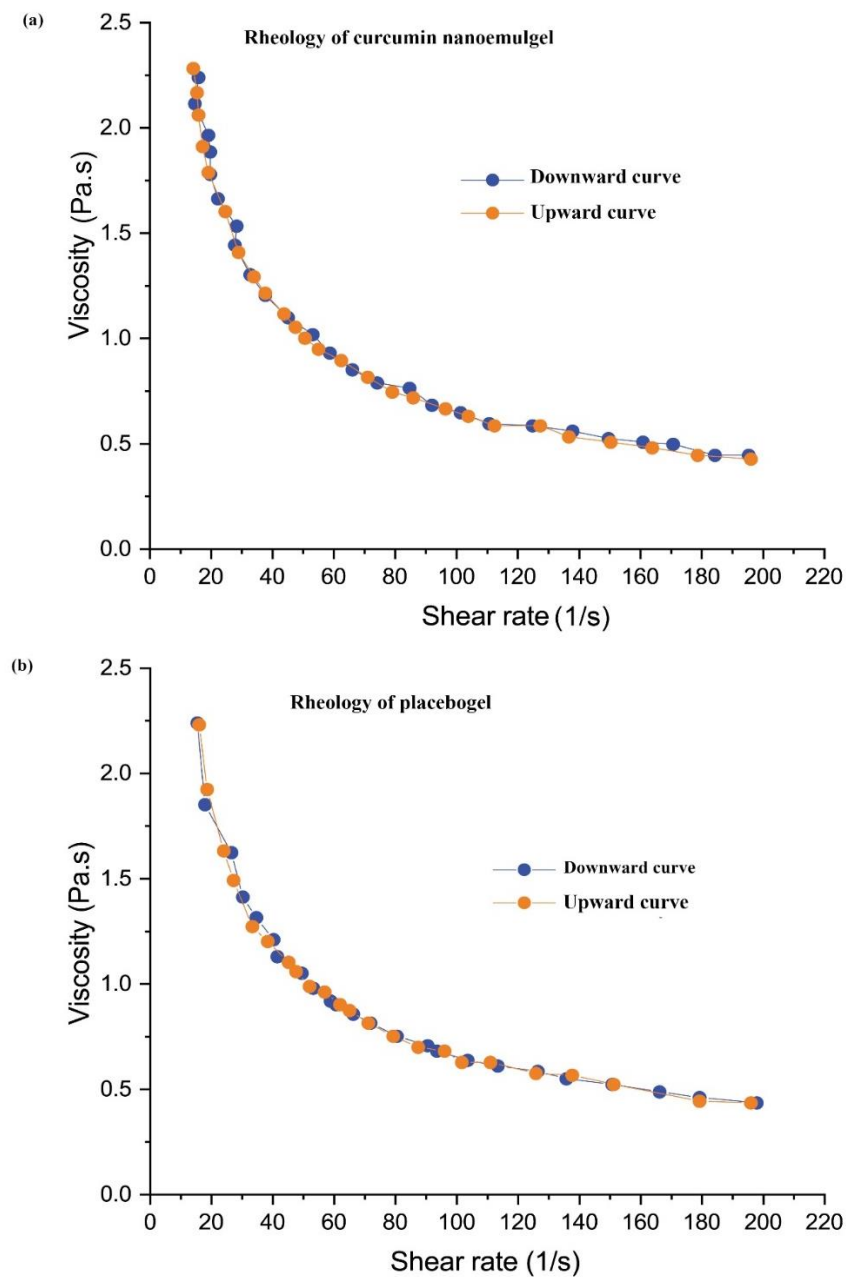 (a)
Rheology of curcumin nanoemulgel
2.5
2.0
1.5
1.0
0.5
0.0
Viscosity (Pa.s)
Downward curve
Upward curve
0 20 40 60 80 100 120 140 160 180 200 220
Shear rate (1/s)
(b)
Rheology of placebogel
2.5
2.0
1.5
1.0
0.5
0.0
Viscosity (Pa.s)
Downward curve
Upward curve
0 20 40 60 80 100 120 140 160 180 200 220
Shear rate (1/s)